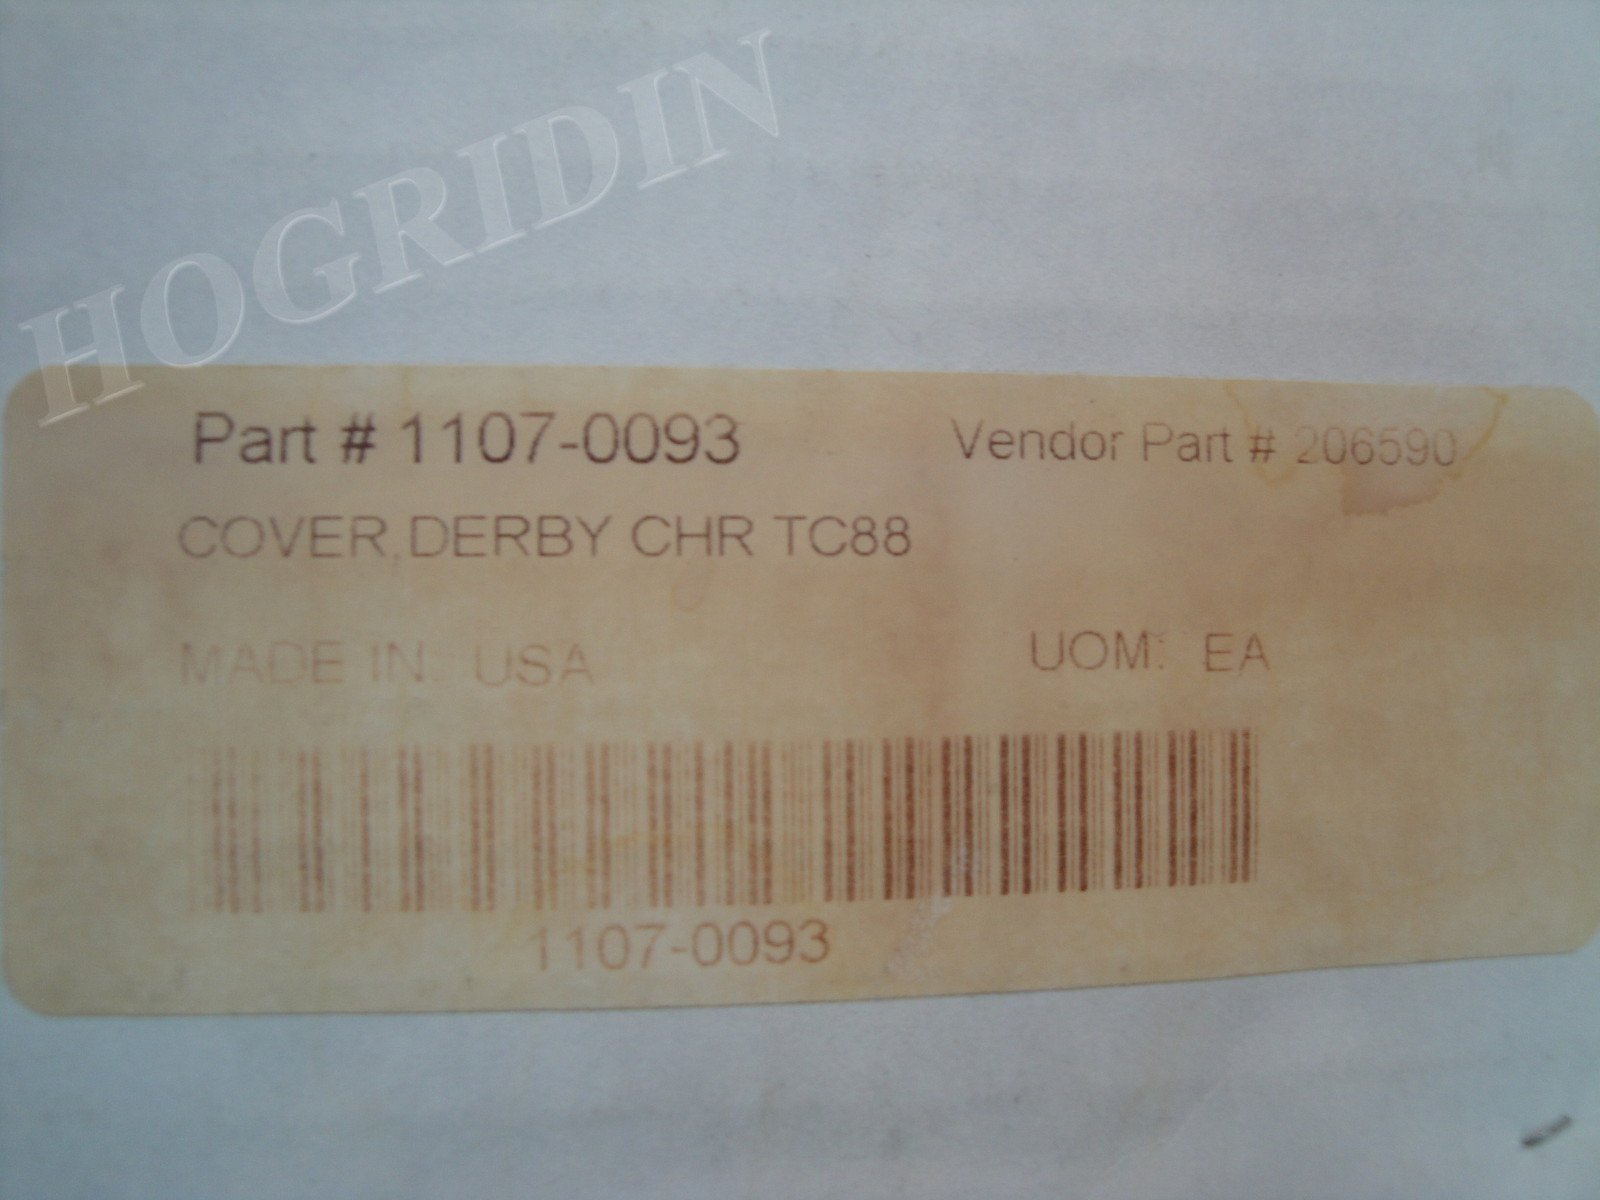 HOGRIDIN
Part # 1107-0093
Vendor Part # 206590
COVER,DERBY CHR TC88
MADE IN: USA
UOM: EA
1107-0093